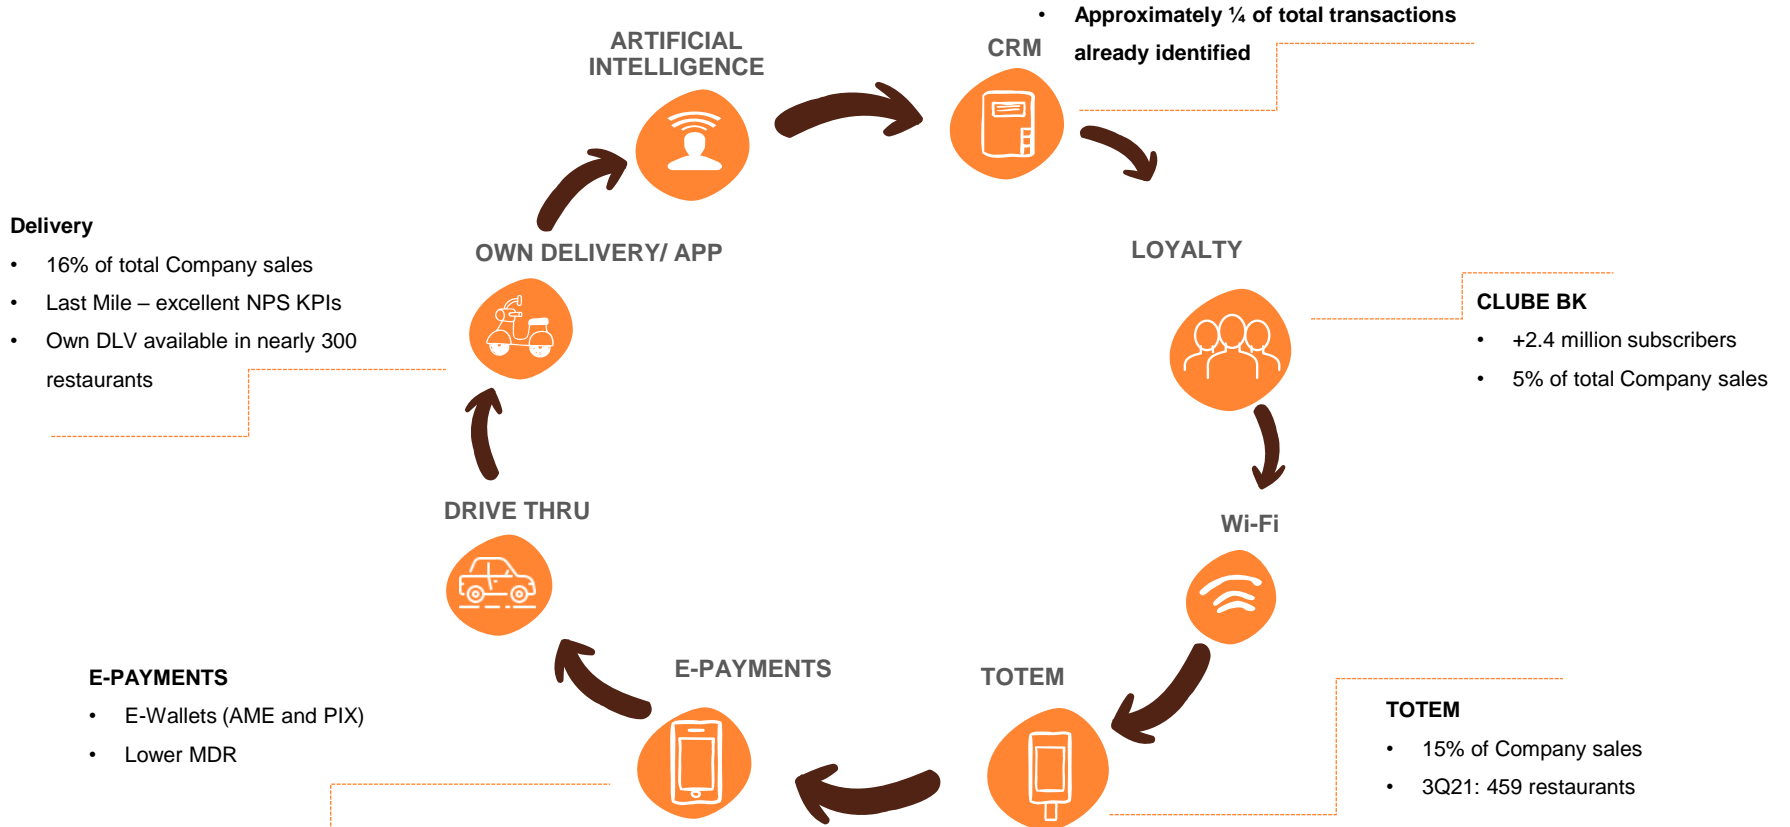 • Approximately ¼ of total transactions
already identified
ARTIFICIAL
INTELLIGENCE
CRM
Delivery
• 16% of total Company sales
• Last Mile – excellent NPS KPIs
• Own DLV available in nearly 300
restaurants
OWN DELIVERY/ APP
LOYALTY
CLUBE BK
• +2.4 million subscribers
• 5% of total Company sales
DRIVE THRU
Wi-Fi
E-PAYMENTS
• E-Wallets (AME and PIX)
• Lower MDR
E-PAYMENTS
TOTEM
TOTEM
• 15% of Company sales
• 3Q21: 459 restaurants